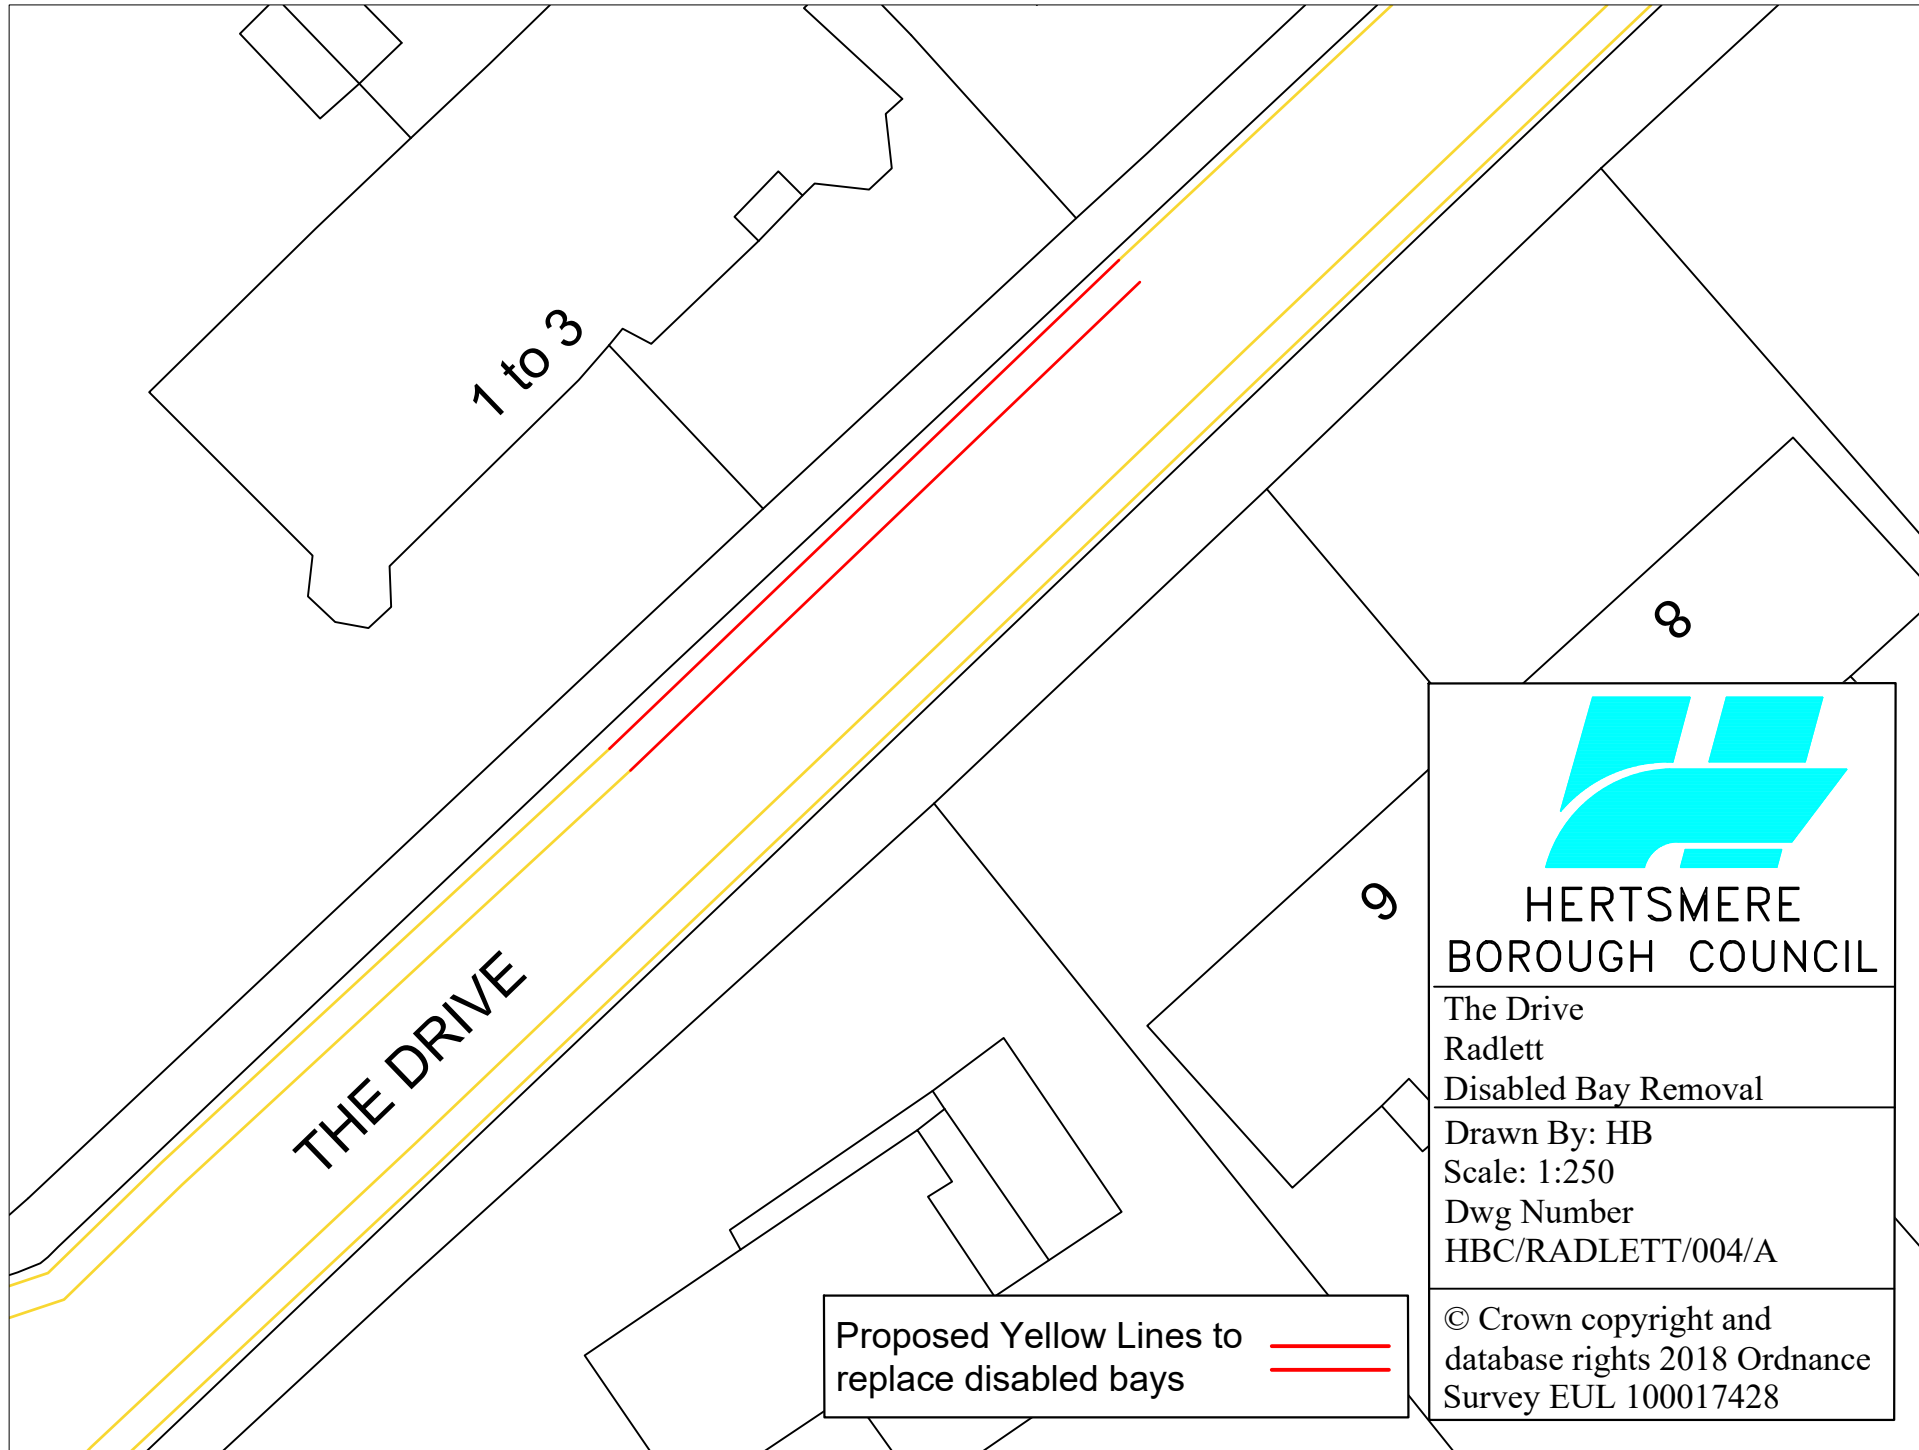 1 to 3
8
9
THE DRIVE
HERTSMERE
BOROUGH COUNCIL
The Drive
Radlett
Disabled Bay Removal
Drawn By: HB
Scale: 1:250
Dwg Number
HBC/RADLETT/004/A
© Crown copyright and
database rights 2018 Ordnance
Survey EUL 100017428
Proposed Yellow Lines to
replace disabled bays